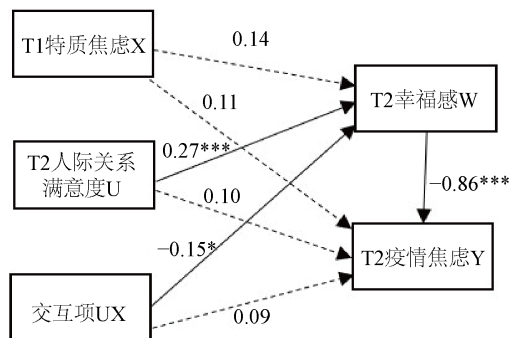 T1特质焦虑X
0.14
T2幸福感W
0.11
0.27***
T2人际关系
满意度U
0.10
−0.86***
−0.15*
T2疫情焦虑Y
交互项UX
0.09